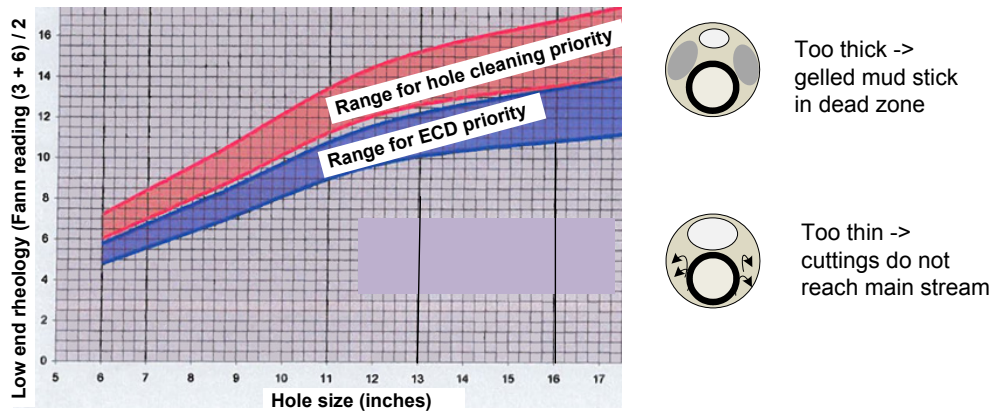 Low end rheology (Fann reading (3 + 6) / 2
16
14
12
10
8
6
4
2
0
5 6 7 8 9 10 11 12 13 14 15 16 17
Hole size (inches)
Range for hole cleaning priority
Range for ECD priority
Too thick ->
gelled mud stick
in dead zone
Too thin ->
cuttings do not
reach main stream